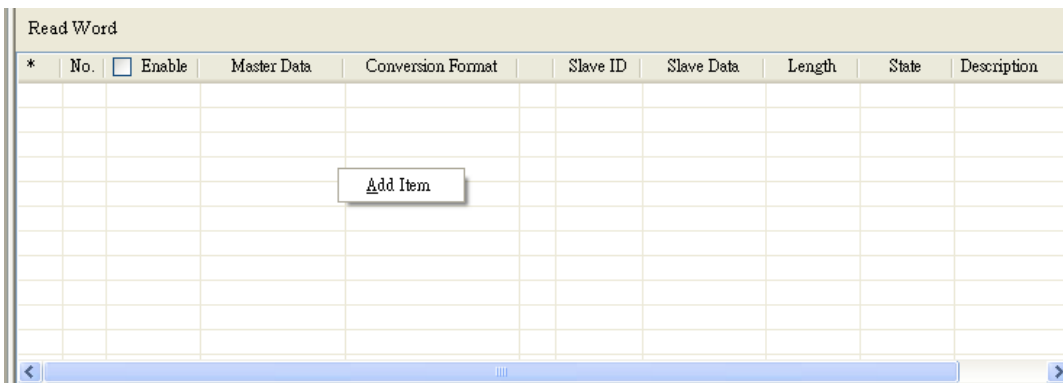 Read Word
* No. Enable Master Data Conversion Format Slave ID Slave Data Length State Description
Add Item